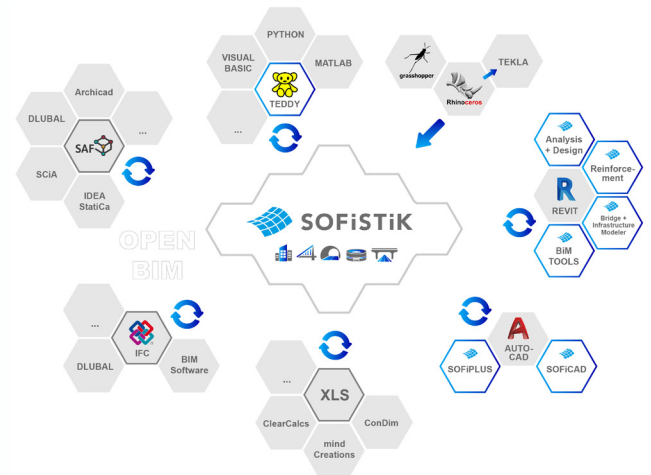 PYTHON
VISUAL
BASIC
MATLAB
TEDDY
...
grasshopper
Rhinoceros
TEKLA
Archicad
DLUBAL
...
SAF
SCiA
IDEA
StatiCa
Analysis
+ Design
Reinforce-
ment
REVIT
Bridge +
Infrastructure
Modeler
BiM
TOOLS
SOFiSTiK
OPEN
BIM
...
IFC
DLUBAL
BIM
Software
A
AUTO-
CAD
SOFiPLUS
SOFiCAD
...
XLS
ClearCalcs
ConDim
mind
Creations